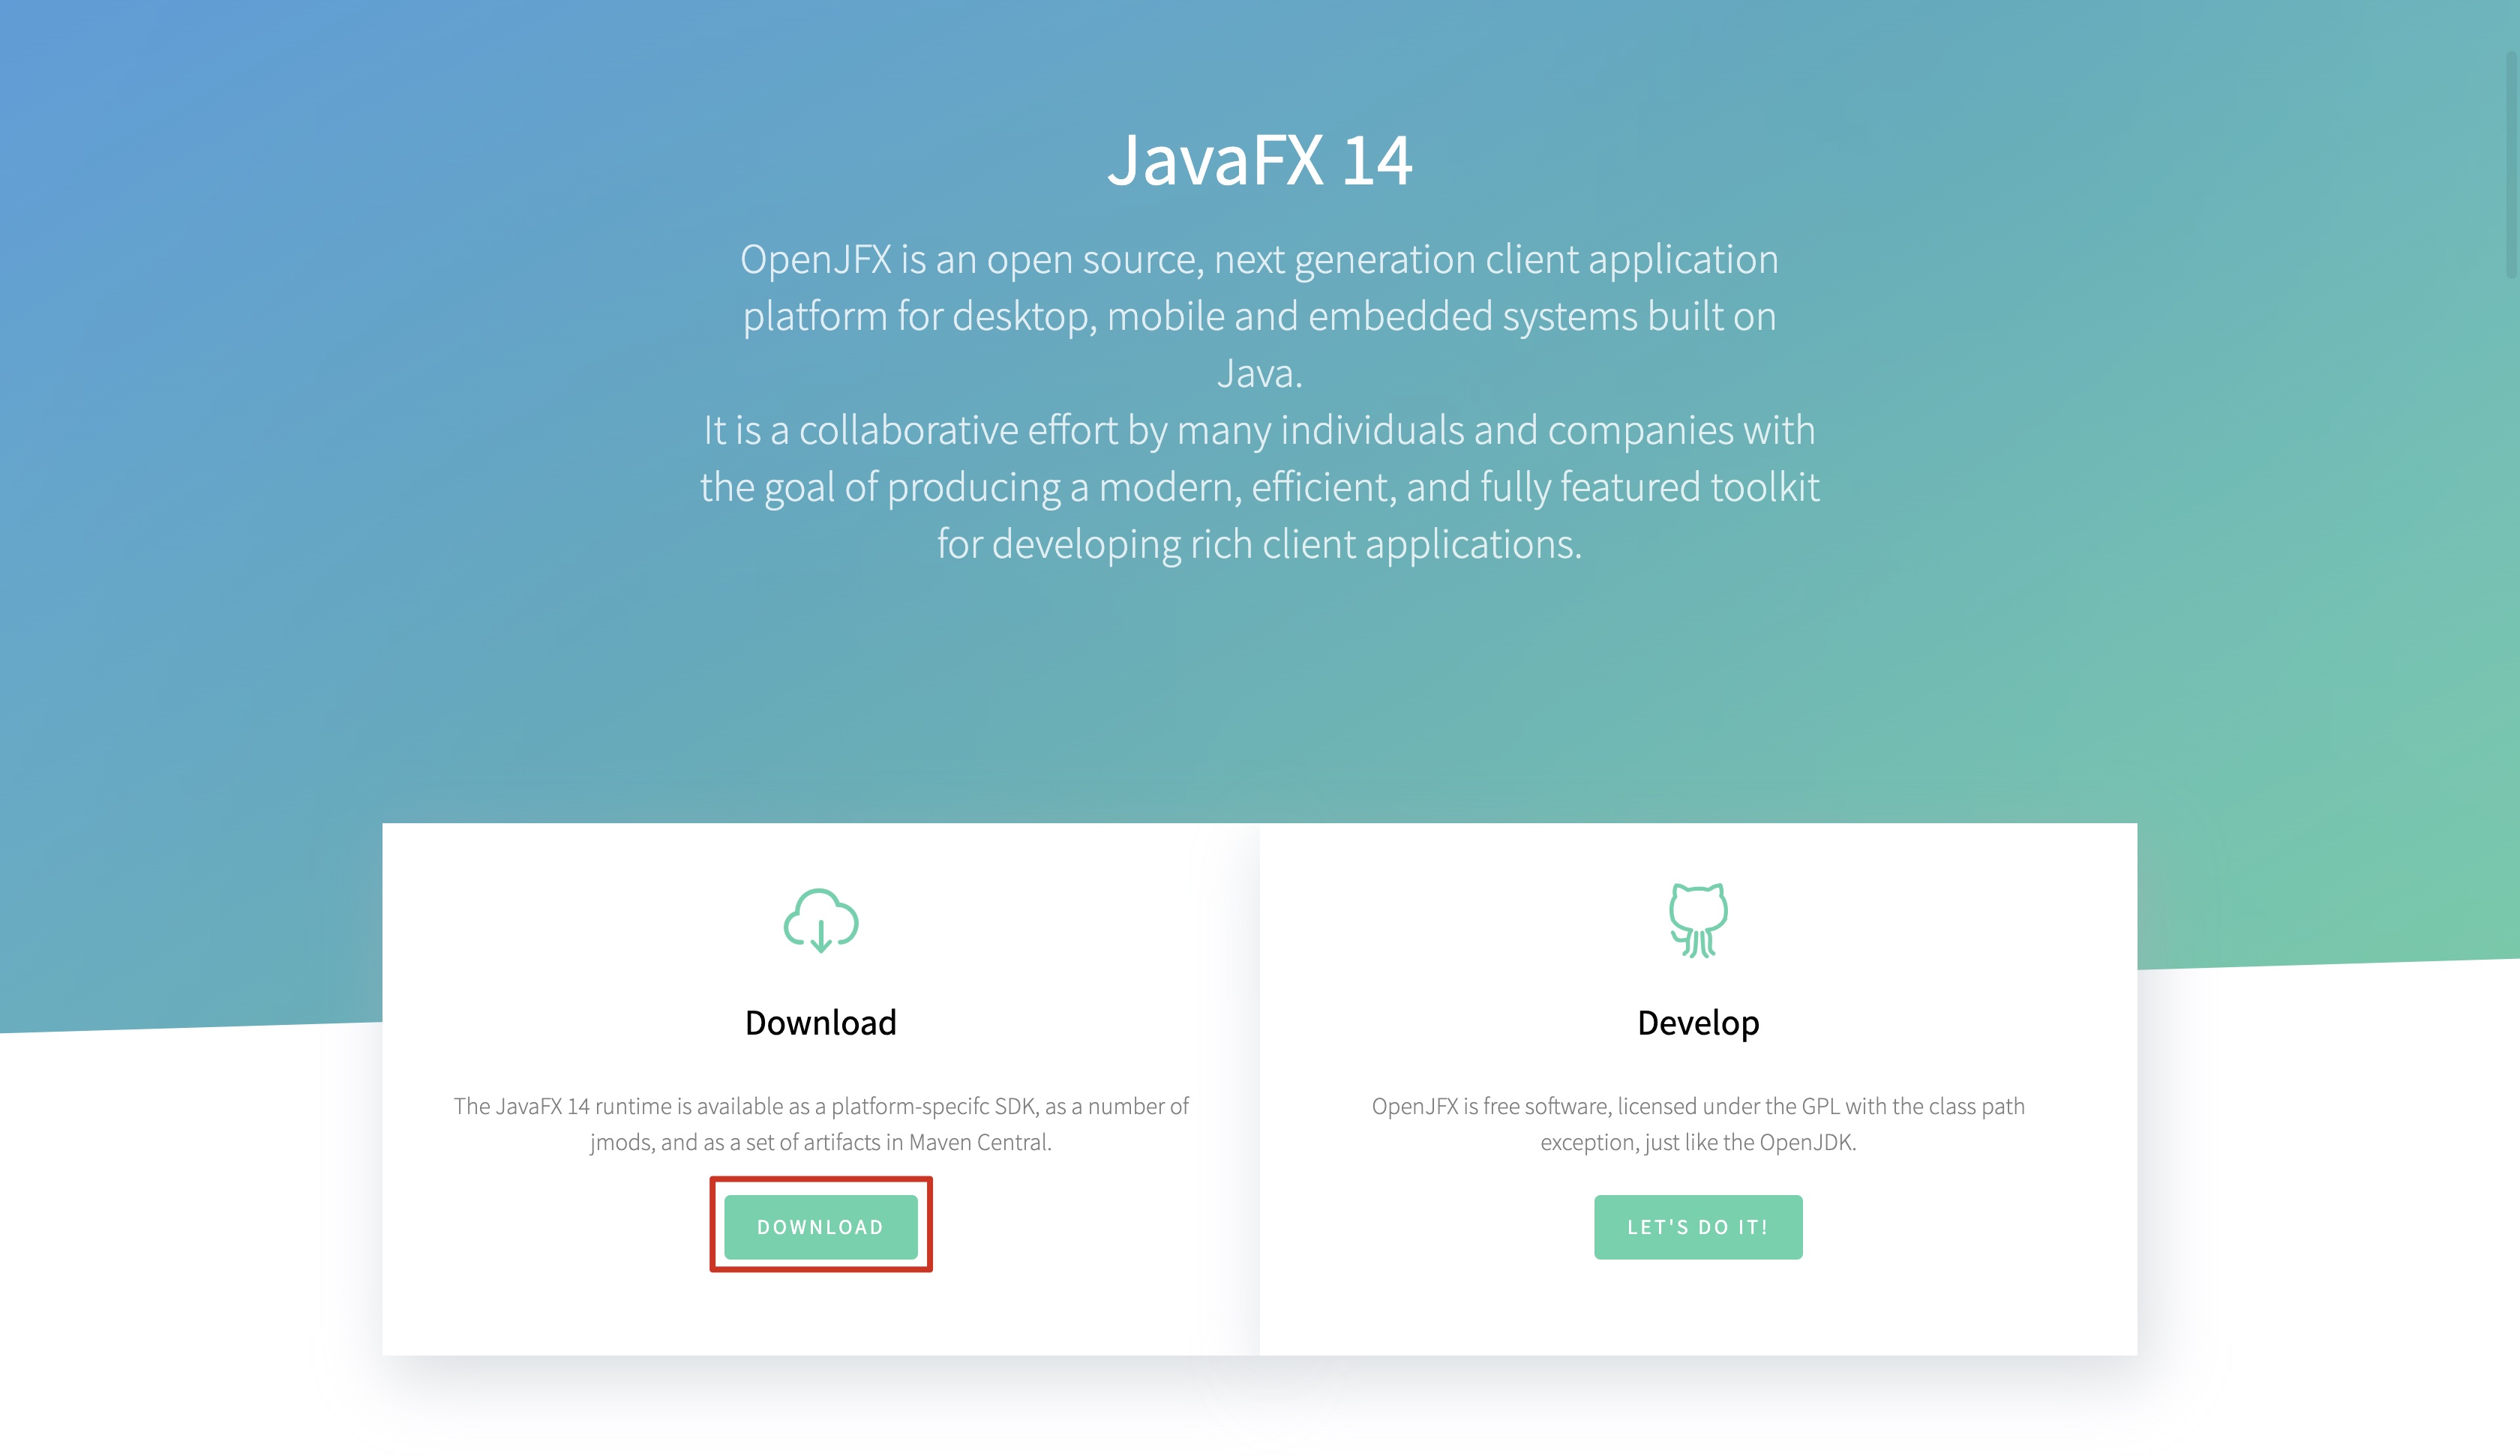 JavaFX 14
OpenJFX is an open source, next generation client application
platform for desktop, mobile and embedded systems built on
Java.
It is a collaborative effort by many individuals and companies with
the goal of producing a modern, efficient, and fully featured toolkit
for developing rich client applications.
Download
The JavaFX 14 runtime is available as a platform-specifc SDK, as a number of
jmods, and as a set of artifacts in Maven Central.
DOWNLOAD
Develop
OpenJFX is free software, licensed under the GPL with the class path
exception, just like the OpenJDK.
LET'S DO IT!